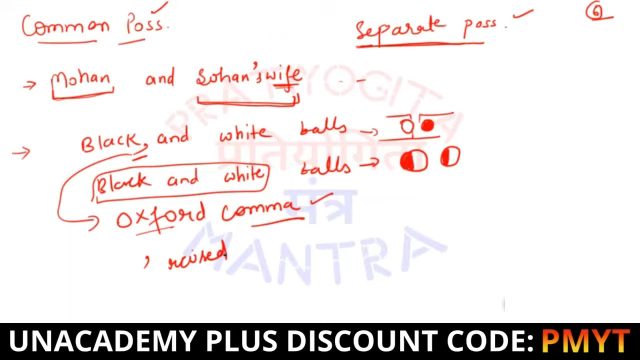 Common Poss.
Separate poss.
6
→ Mohan and Sohan's wife - - -
→ Black, and white balls →
Black and white balls →
Oxford comma
, rcised
PRATIYOGITA
प्रतियोगिता
मंत्र
MANTRA
UNACADEMY PLUS DISCOUNT CODE: PMYT